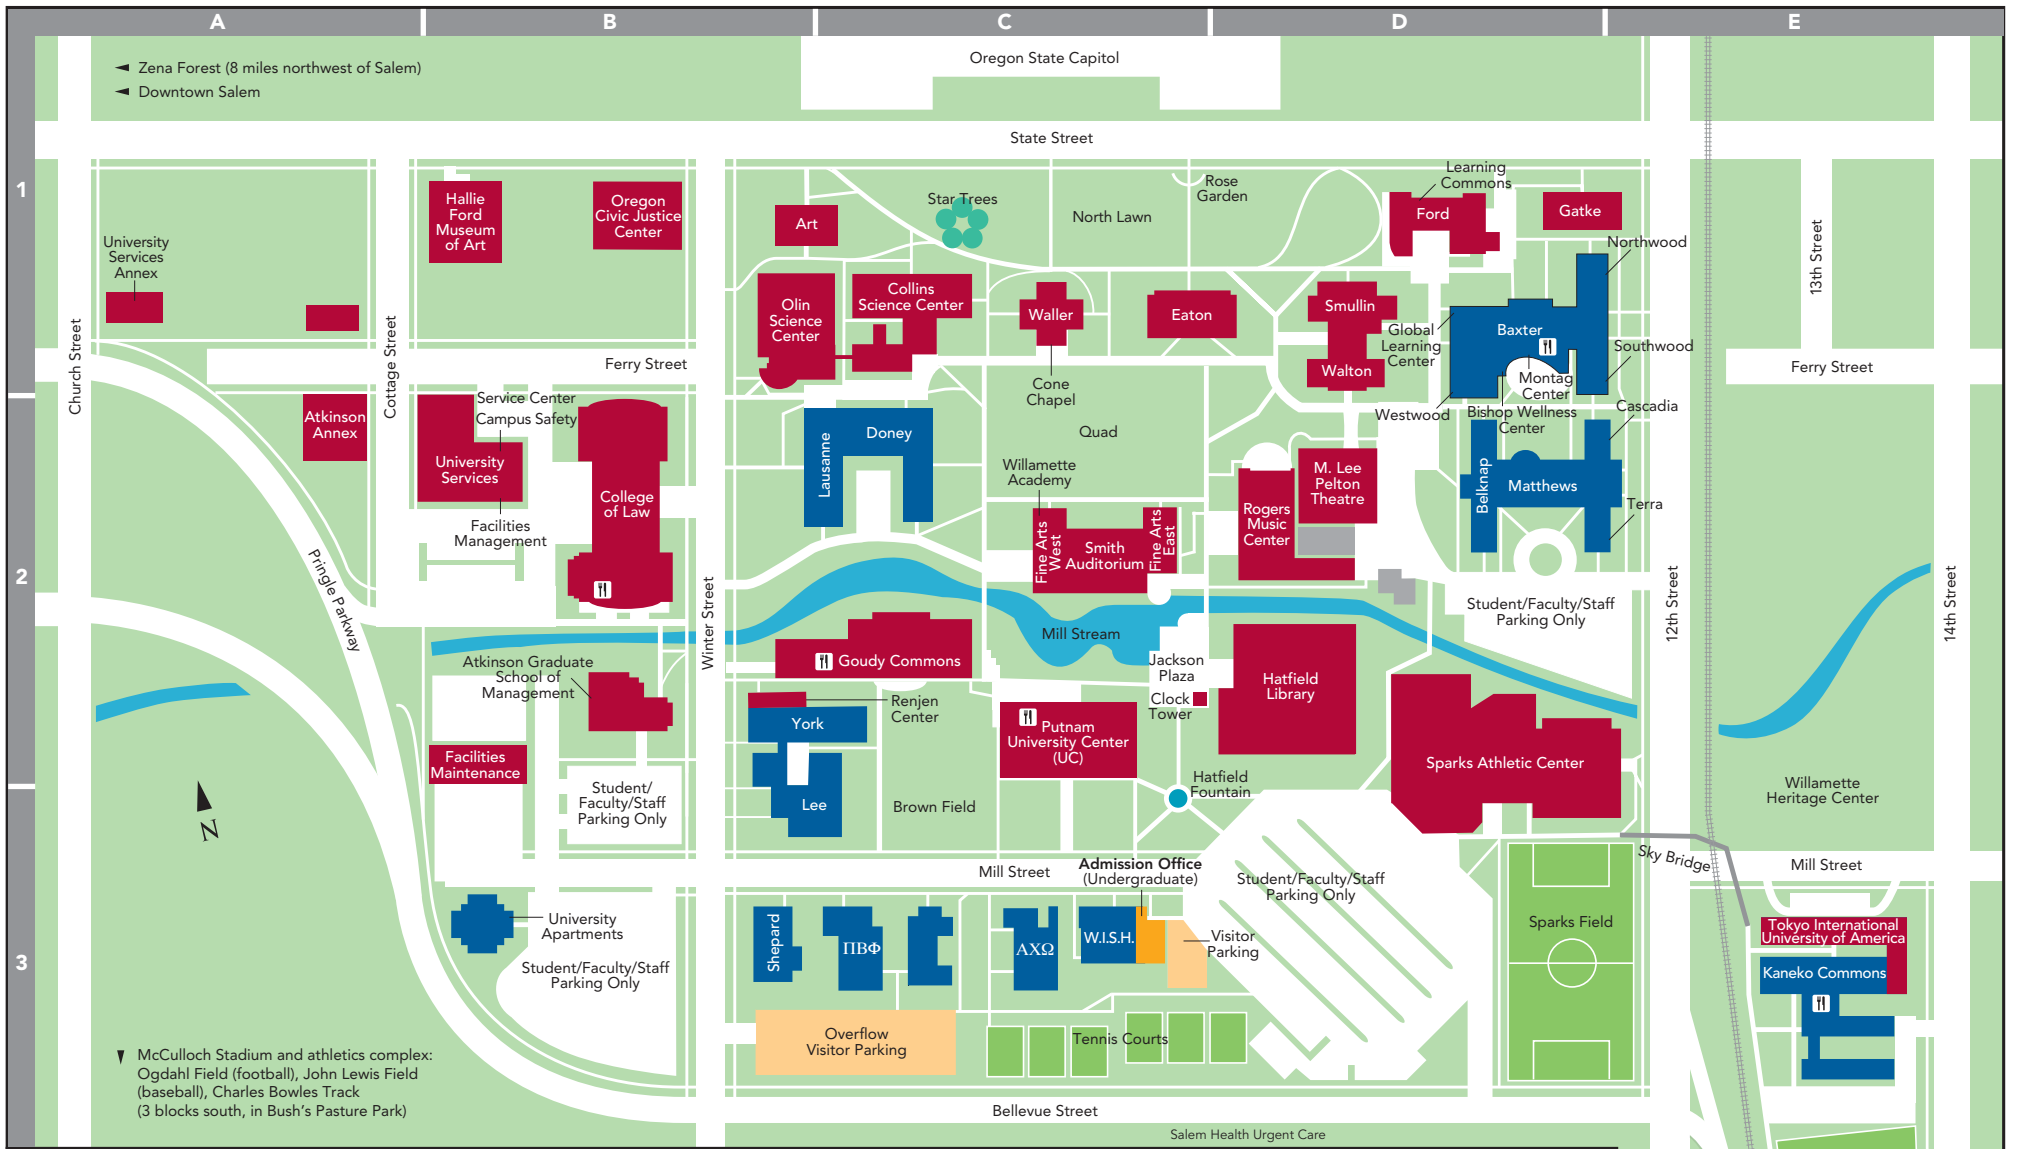 A
B
C
D
E
1
2
3
◄ Zena Forest (8 miles northwest of Salem)
◄ Downtown Salem
Oregon State Capitol
State Street
University
Services
Annex
Hallie
Ford
Museum
of Art
Oregon
Civic Justice
Center
Art
Star Trees
North Lawn
Rose
Garden
Learning
Commons
Ford
Gatke
Northwood
13th Street
Church Street
Cottage Street
Ferry Street
Olin
Science
Center
Collins
Science Center
Waller
Cone
Chapel
Eaton
Smullin
Walton
Global
Learning
Center
Baxter
Southwood
Montag
Center
Westwood
Bishop Wellness
Center
Cascadia
Ferry Street
Atkinson
Annex
Service Center
Campus Safety
University
Services
Facilities
Management
College
of Law
Lausanne
Doney
Quad
Willamette
Academy
Fine Arts
West
Smith
Auditorium
Fine Arts
East
M. Lee
Pelton
Theatre
Rogers
Music
Center
Belknap
Matthews
Terra
Pringle Parkway
Winter Street
12th Street
14th Street
Student/Faculty/Staff
Parking Only
Mill Stream
Goudy Commons
Jackson
Plaza
Clock
Tower
Hatfield
Library
Atkinson Graduate
School of
Management
Renjen
Center
York
Lee
Putnam
University Center
(UC)
Sparks Athletic Center
Facilities
Maintenance
Student/
Faculty/Staff
Parking Only
Brown Field
Hatfield
Fountain
Willamette
Heritage Center
N
Mill Street
Admission Office
(Undergraduate)
Student/Faculty/Staff
Parking Only
Sky Bridge
Mill Street
University
Apartments
Student/Faculty/Staff
Parking Only
Shepard
ΠΒΦ
ΑΧΩ
W.I.S.H.
Visitor
Parking
Sparks Field
Tokyo International
University of America
Kaneko Commons
Overflow
Visitor Parking
Tennis Courts
▼ McCulloch Stadium and athletics complex:
Ogdahl Field (football), John Lewis Field
(baseball), Charles Bowles Track
(3 blocks south, in Bush's Pasture Park)
Bellevue Street
Salem Health Urgent Care